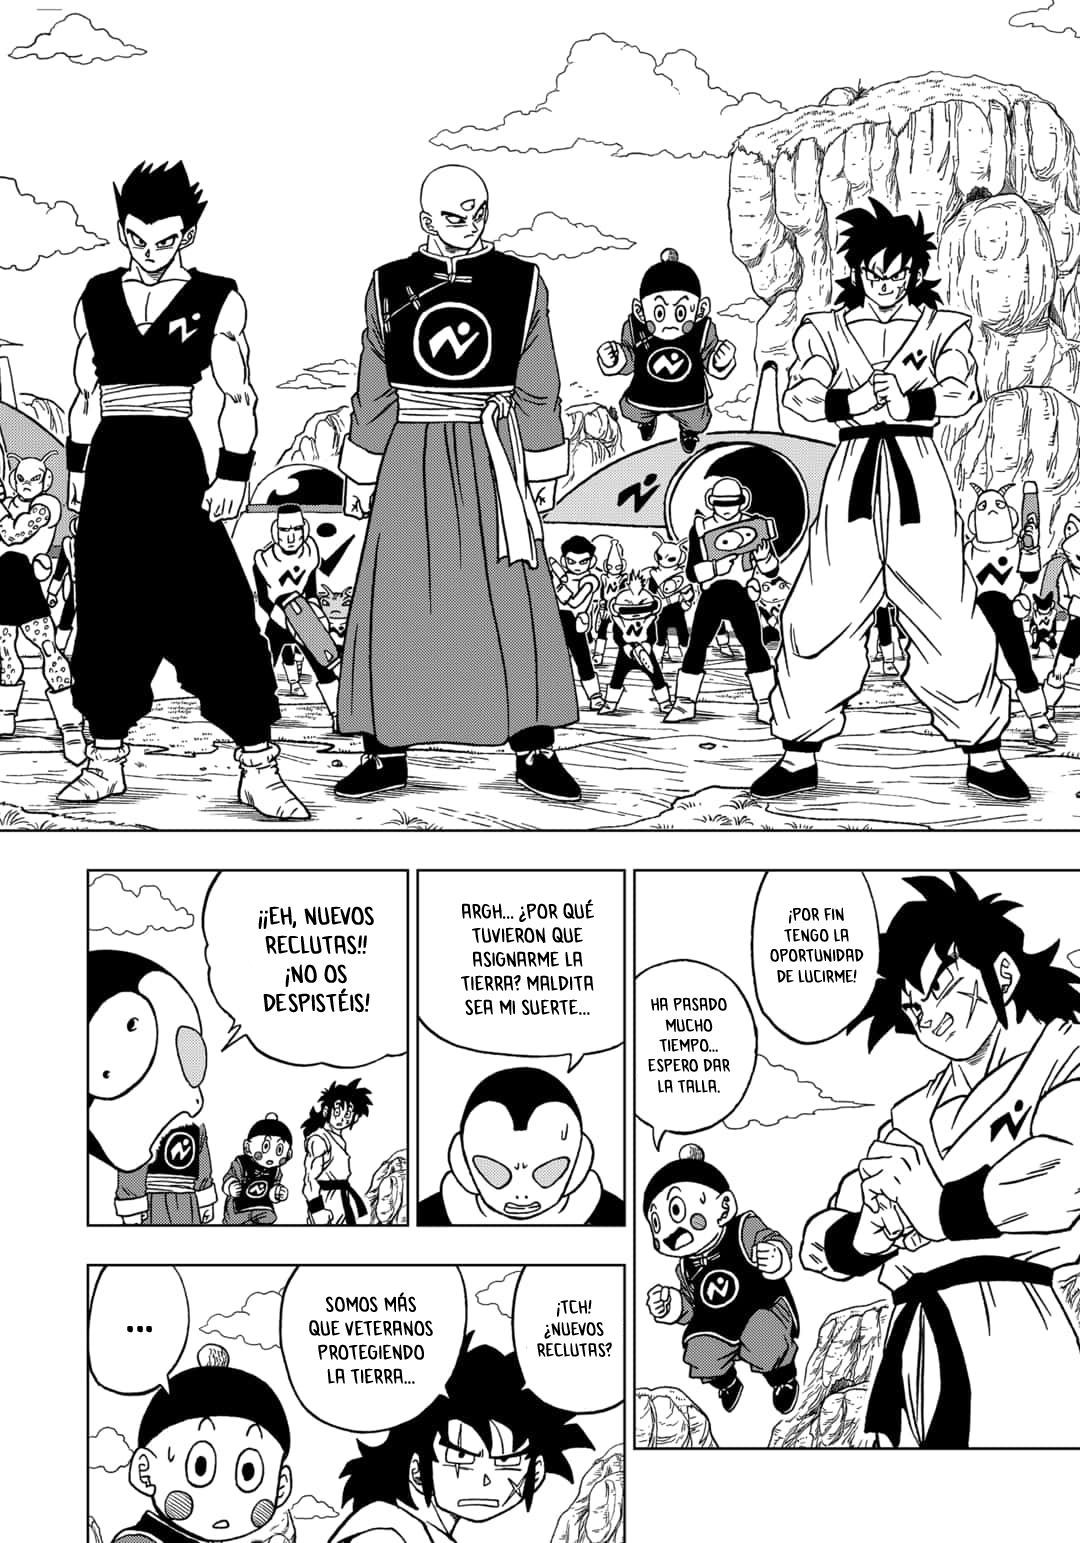 ¡POR FIN
TENGO LA
OPORTUNIDAD
DE LUCIRME!
HA PASADO
MUCHO
TIEMPO...
ESPERO DAR
LA TALLA.
ARGH... ¿POR QUÉ
TUVIERON QUE
ASIGNARME LA
TIERRA? MALDITA
SEA MI SUERTE...
¡¡EH, NUEVOS
RECLUTAS!!
¡NO OS
DESPISTÉIS!
¡TCH!
¿NUEVOS
RECLUTAS?
SOMOS MÁS
QUE VETERANOS
PROTEGIENDO
LA TIERRA...
...